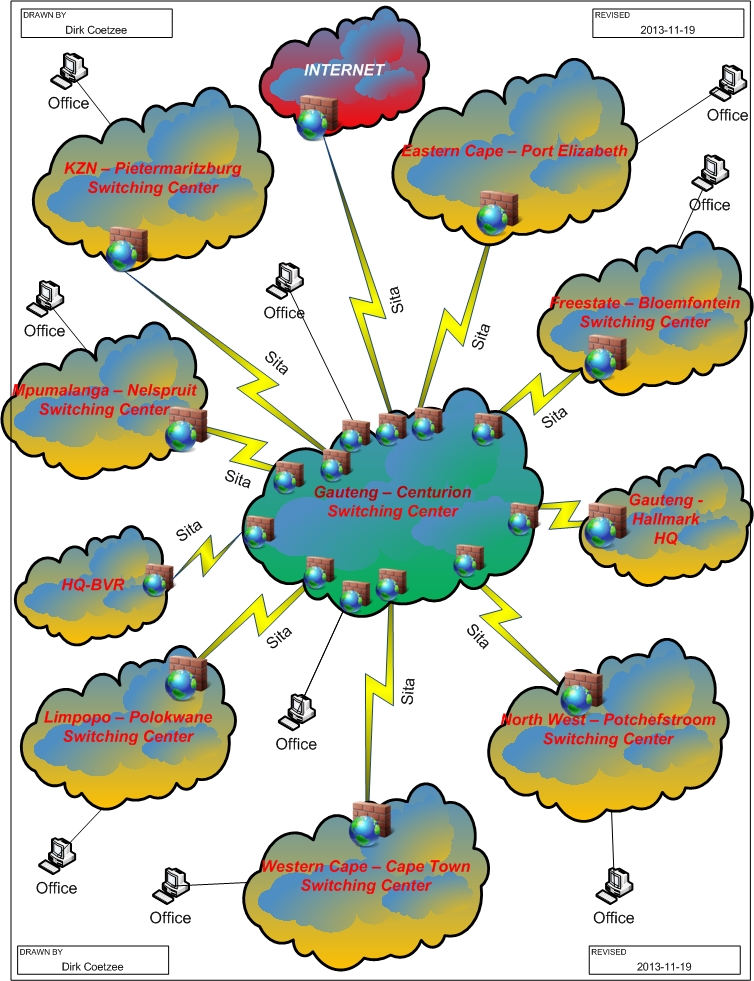 DRAWN BY
Dirk Coetzee
REVISED
2013-11-19
INTERNET
Office
Office
KZN – Pietermaritzburg
Switching Center
Eastern Cape – Port Elizabeth
Office
Office
Office
Sita
Sita
Sita
Freestate – Bloemfontein
Switching Center
Mpumalanga – Nelspruit
Switching Center
Sita
Sita
Gauteng – Centurion
Switching Center
Gauteng -
Hallmark
HQ
Sita
HQ-BVR
Sita
Sita
Sita
Limpopo – Polokwane
Switching Center
North West – Potchefstroom
Switching Center
Office
Office
Western Cape – Cape Town
Switching Center
Office
Office
DRAWN BY
Dirk Coetzee
REVISED
2013-11-19